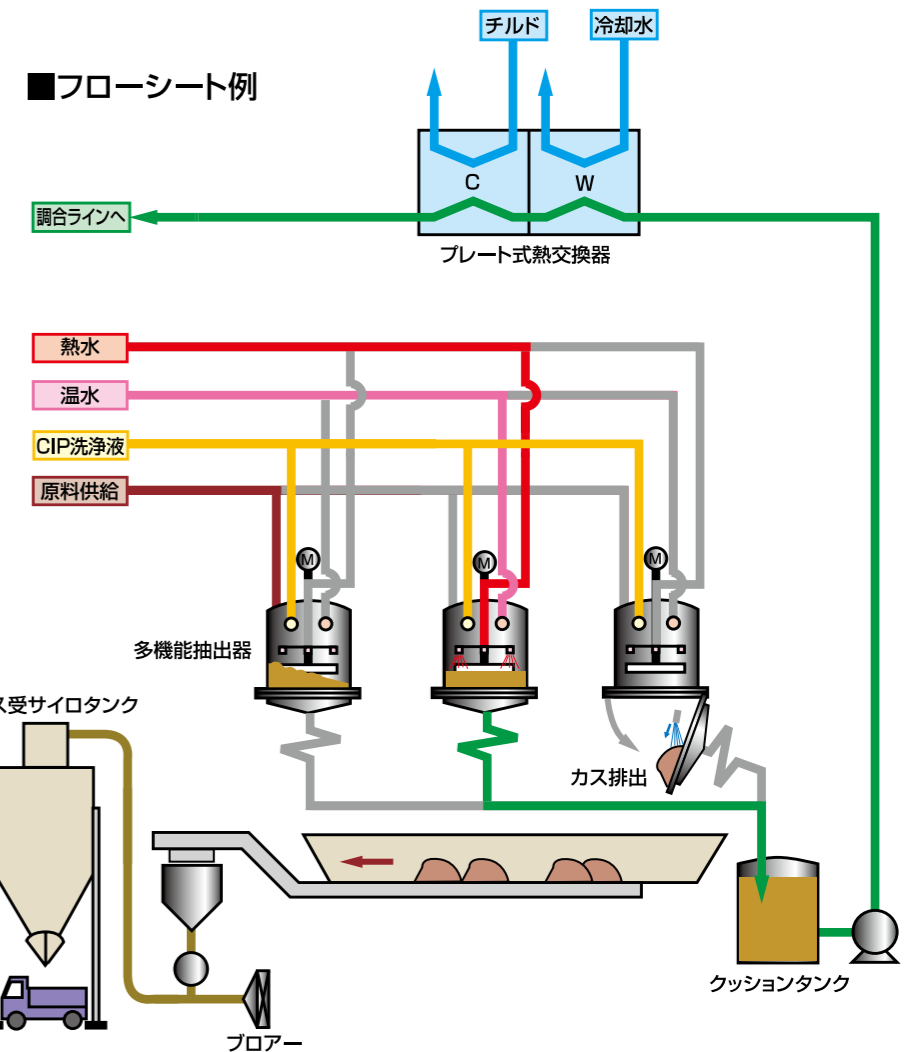 チルド
冷却水
■フローシート例
C
W
調合ラインへ
プレート式熱交換器
熱水
温水
CIP洗浄液
原料供給
M
M
M
多機能抽出器
ス受サイロタンク
カス排出
クッションタンク
ブロアー